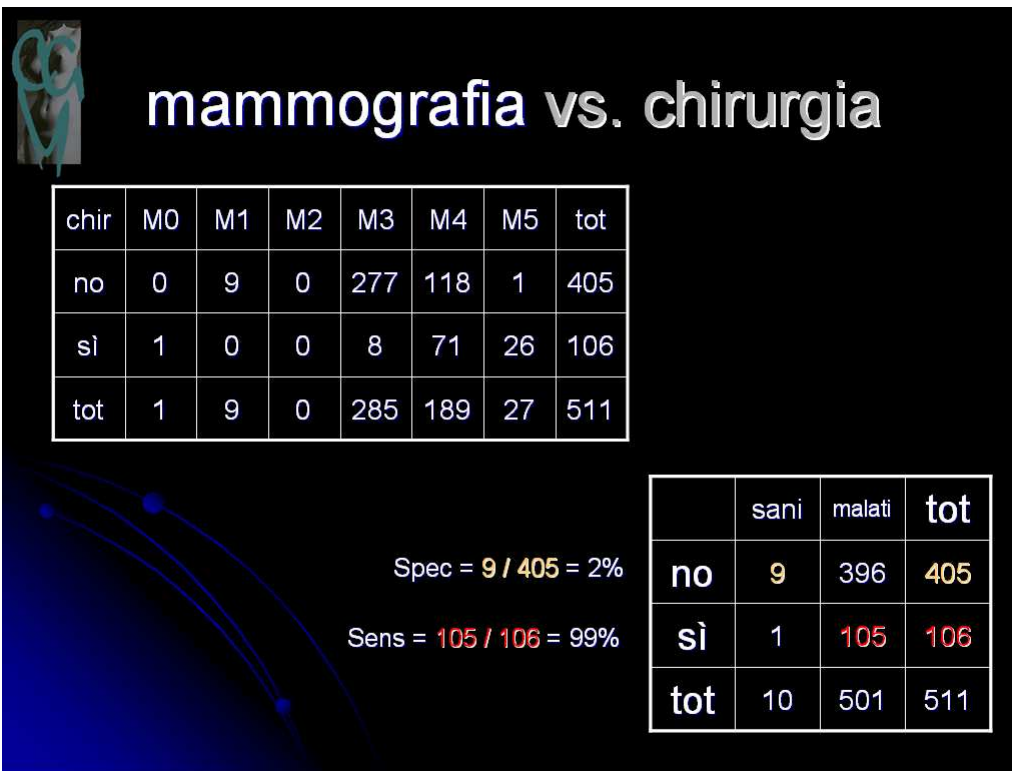 mammografia vs. chirurgia
chir M0 M1 M2 M3 M4 M5 tot
no 0 9 0 277 118 1 405
sì 1 0 0 8 71 26 106
tot 1 9 0 285 189 27 511
Spec = 9 / 405 = 2%
Sens = 105 / 106 = 99%
sani malati tot
no 9 396 405
sì 1 105 106
tot 10 501 511